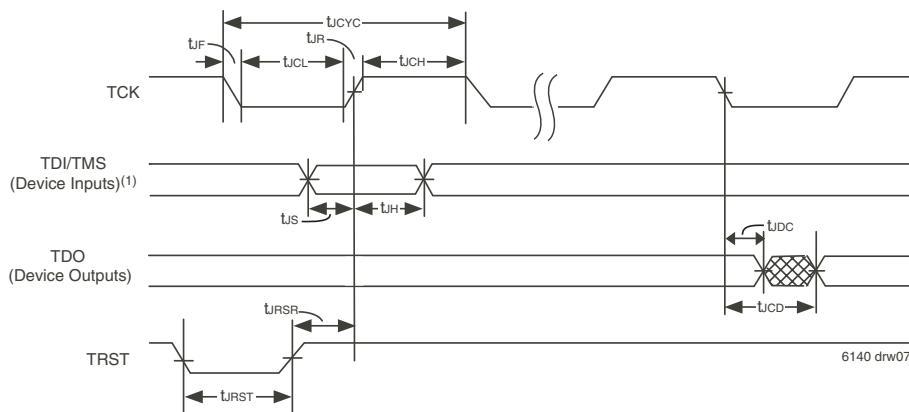 tJCYC
tJF
tJR
tJCL
tJCH
TCK
TDI/TMS
(Device Inputs)(1)
tJS
tJH
tJDC
TDO
(Device Outputs)
tJRSR
tJCD
TRST
6140 drw07
tJRST